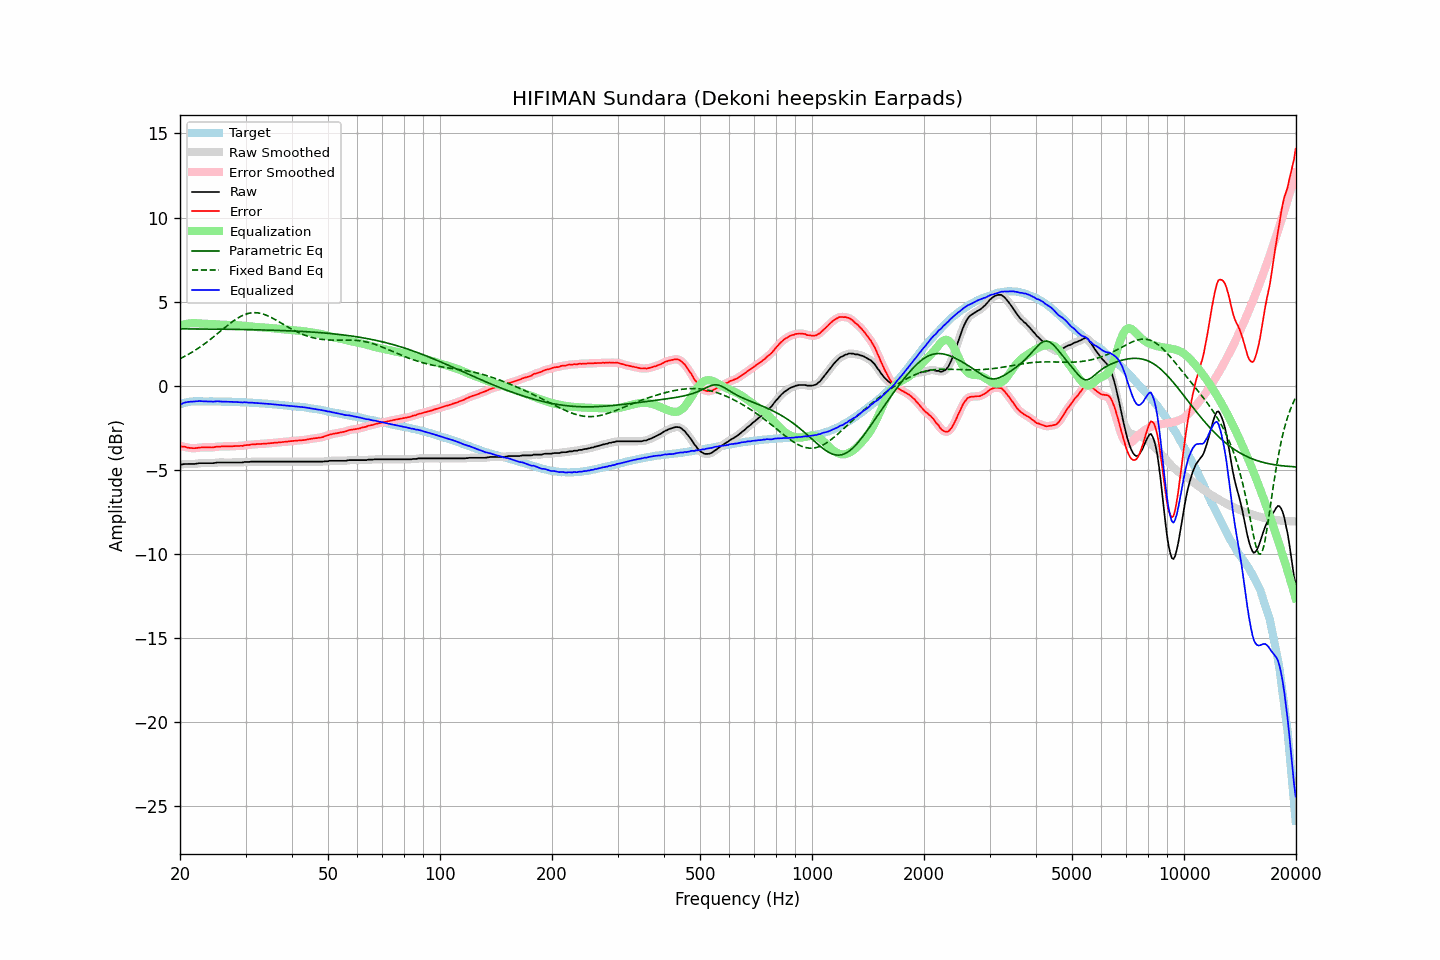 HIFIMAN Sundara (Dekoni heepskin Earpads)
Target
Raw Smoothed
Error Smoothed
Raw
Error
Equalization
Parametric Eq
Fixed Band Eq
Equalized
15
10
5
0
−5
−10
−15
−20
−25
Amplitude (dBr)
20
50
100
200
500
1000
2000
5000
10000
20000
Frequency (Hz)